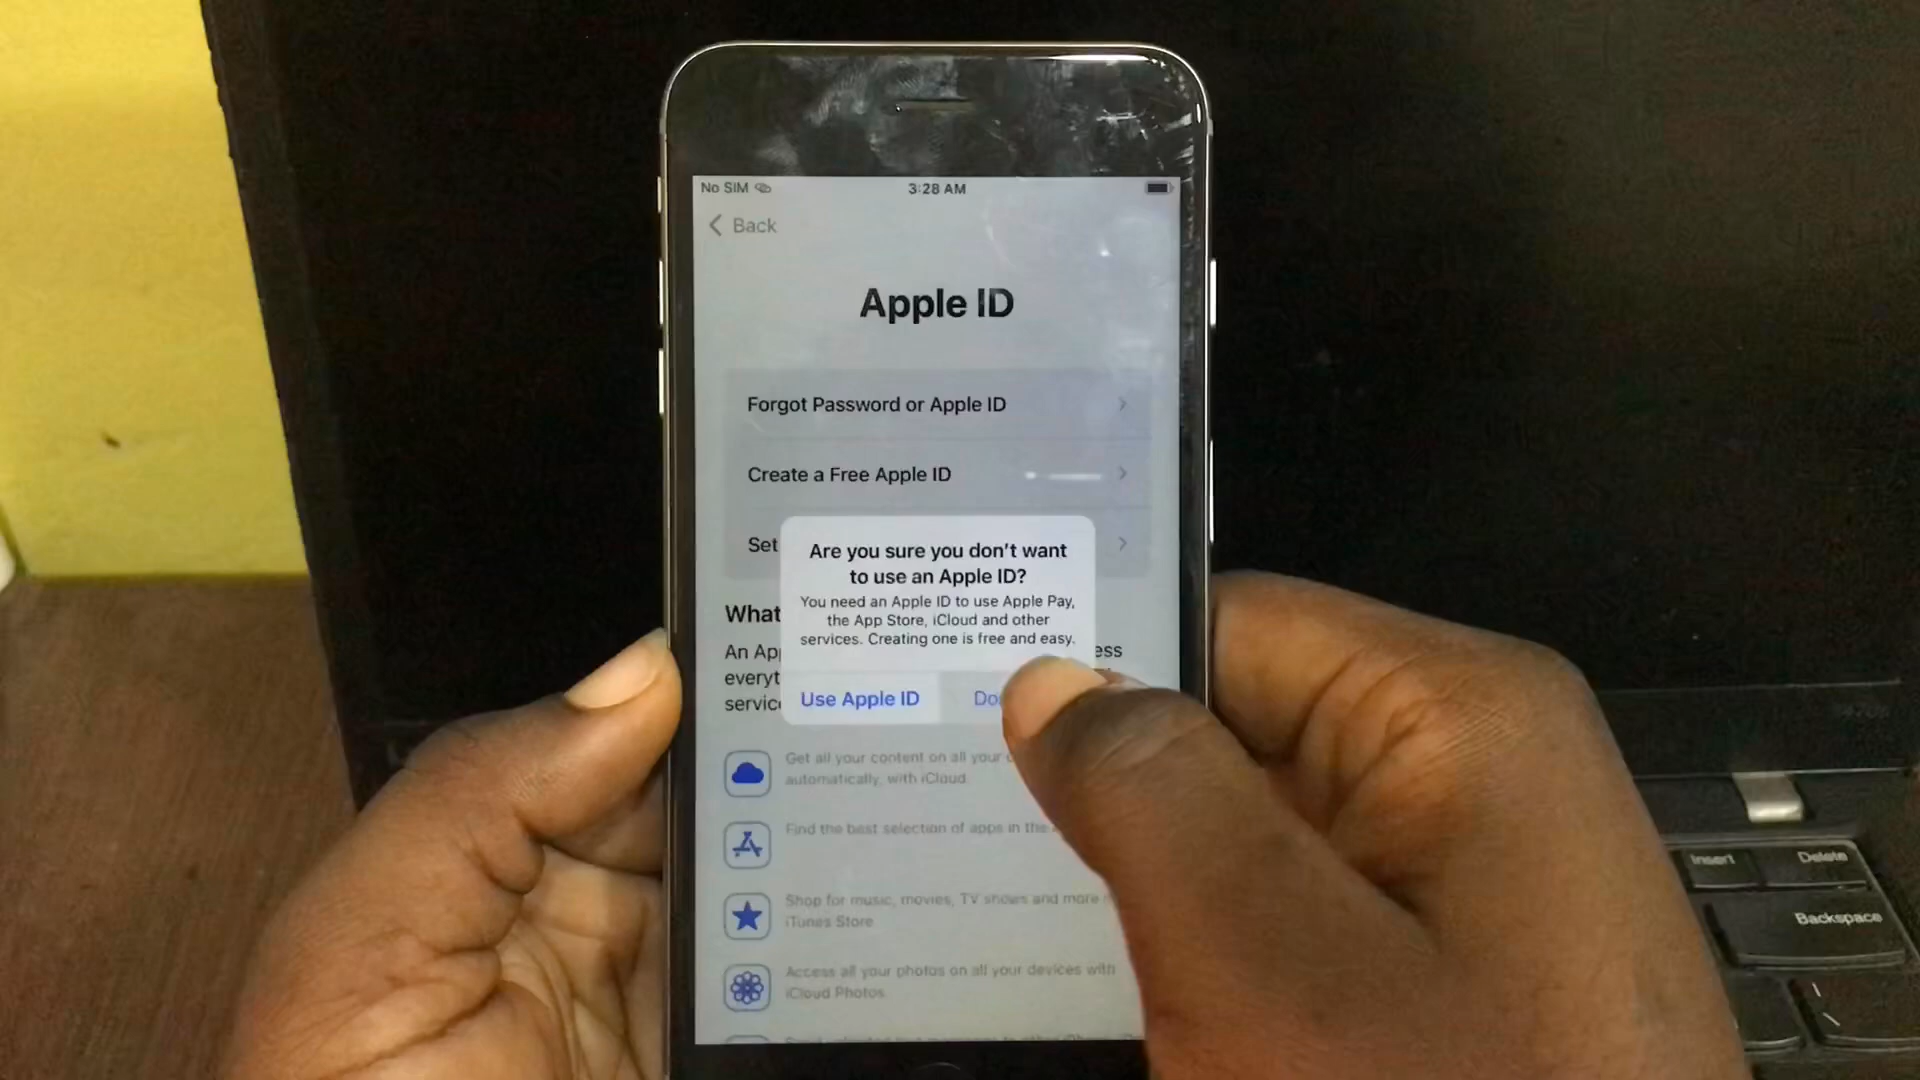 No SIM
3:28 AM
Back
Apple ID
Forgot Password or Apple ID
Create a Free Apple ID
Set
Are you sure you don't want
to use an Apple ID?
You need an Apple ID to use Apple Pay,
the App Store, iCloud and other
services. Creating one is free and easy.
Use Apple ID
What
An
everyt
servic
Get all your content on all your
automatically, with iCloud.
Find the best selection of apps in the
Shop for music, movies, TV shows and more
iTunes Store
Access all your photos on all your devices with
iCloud Photos
Insert
Delete
Backspace